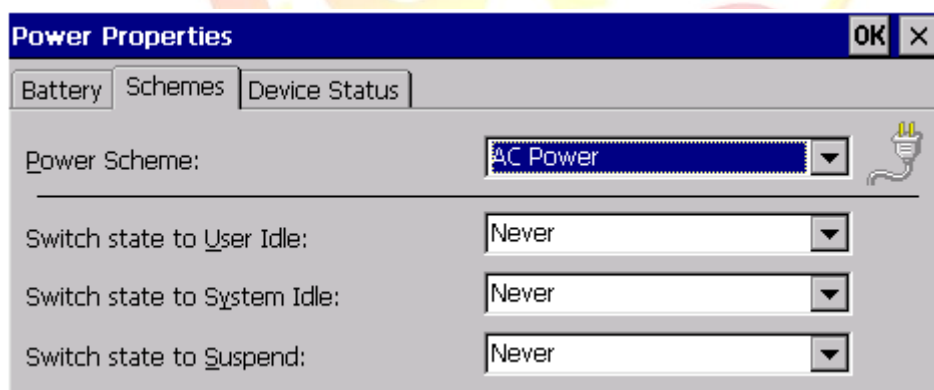 Power Properties OK ×
Battery Schemes Device Status
Power Scheme: AC Power
Switch state to User Idle: Never
Switch state to System Idle: Never
Switch state to Suspend: Never